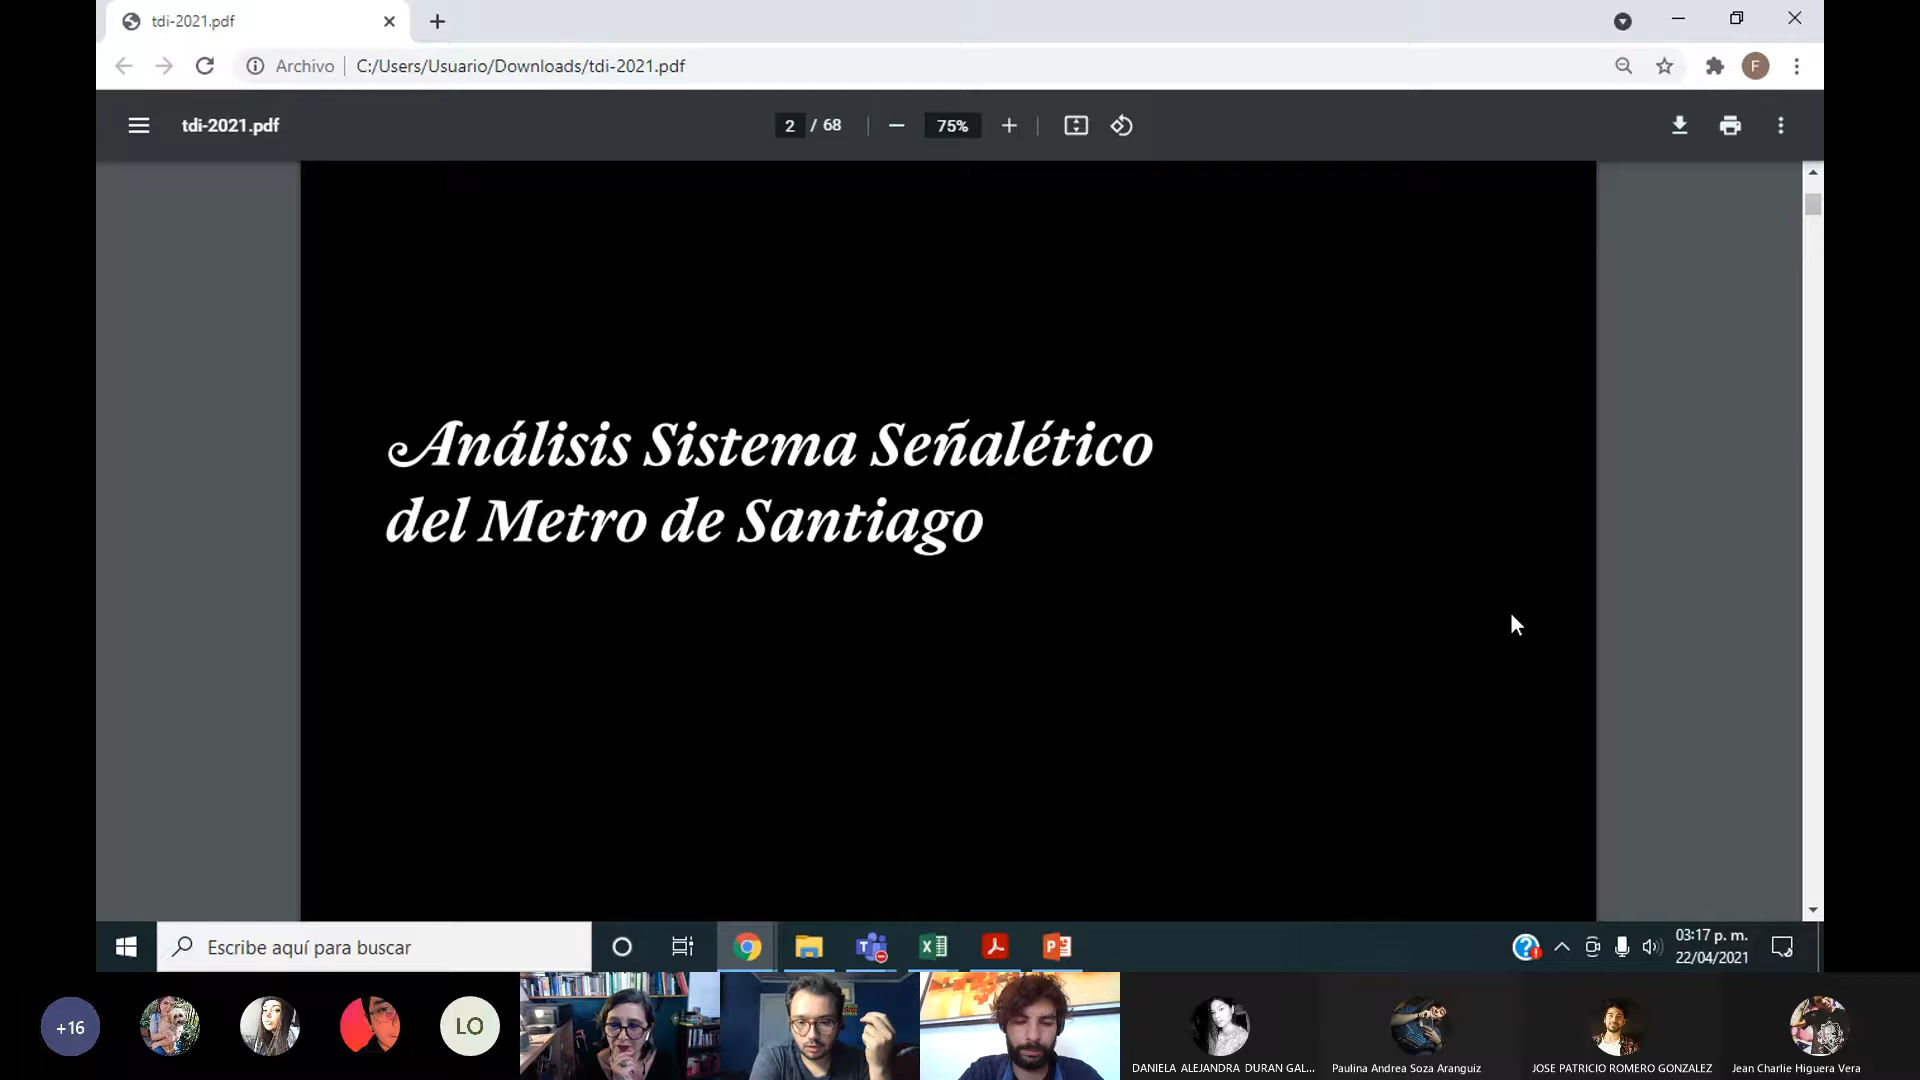 tdi-2021.pdf
Archivo
C:/Users/Usuario/Downloads/tdi-2021.pdf
F
tdi-2021.pdf
2 / 68
75%
Análisis Sistema Señalético
del Metro de Santiago
Escribe aquí para buscar
03:17 p. m.
22/04/2021
+16
LO
DANIELA ALEJANDRA DURAN GAL...
Paulina Andrea Soza Aranguiz
JOSE PATRICIO ROMERO GONZALEZ
Jean Charlie Higuera Vera